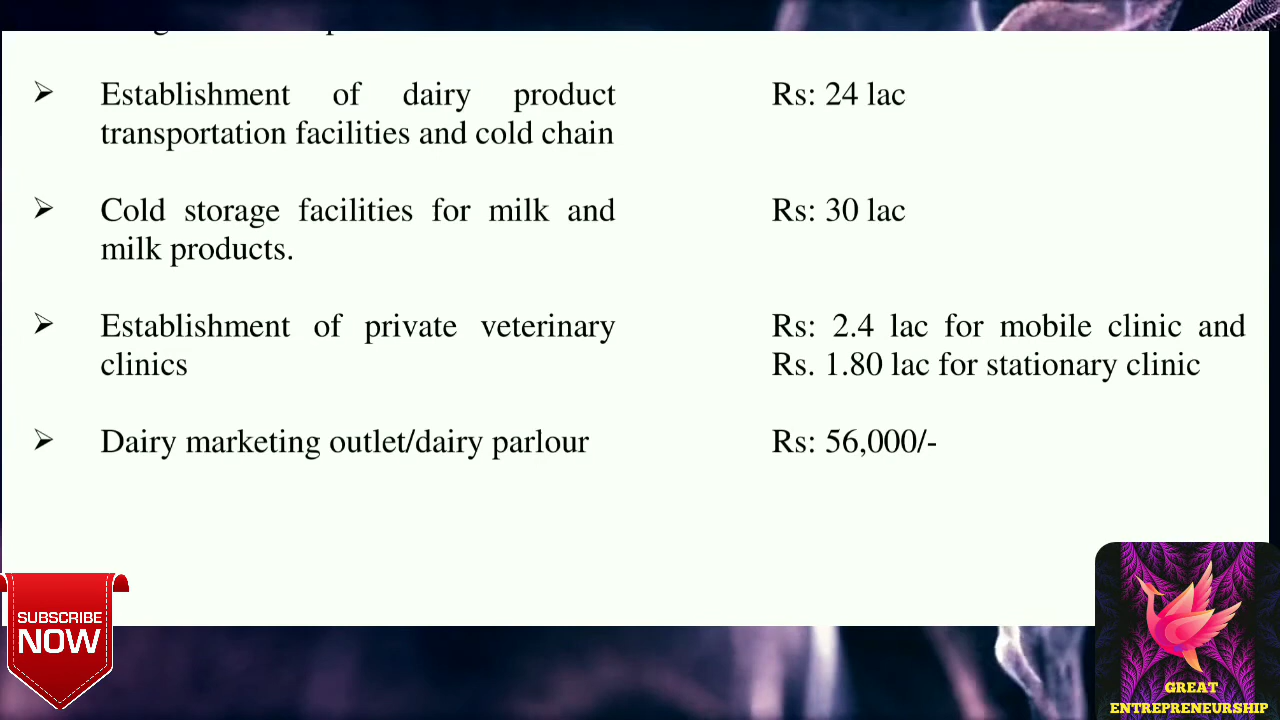 Establishment of dairy product Rs: 24 lac
transportation facilities and cold chain
Cold storage facilities for milk and Rs: 30 lac
milk products.
Establishment of private veterinary Rs: 2.4 lac for mobile clinic and
clinics Rs. 1.80 lac for stationary clinic
Dairy marketing outlet/dairy parlour Rs: 56,000/-
SUBSCRIBE
NOW
GREAT
ENTREPRENEURSHIP